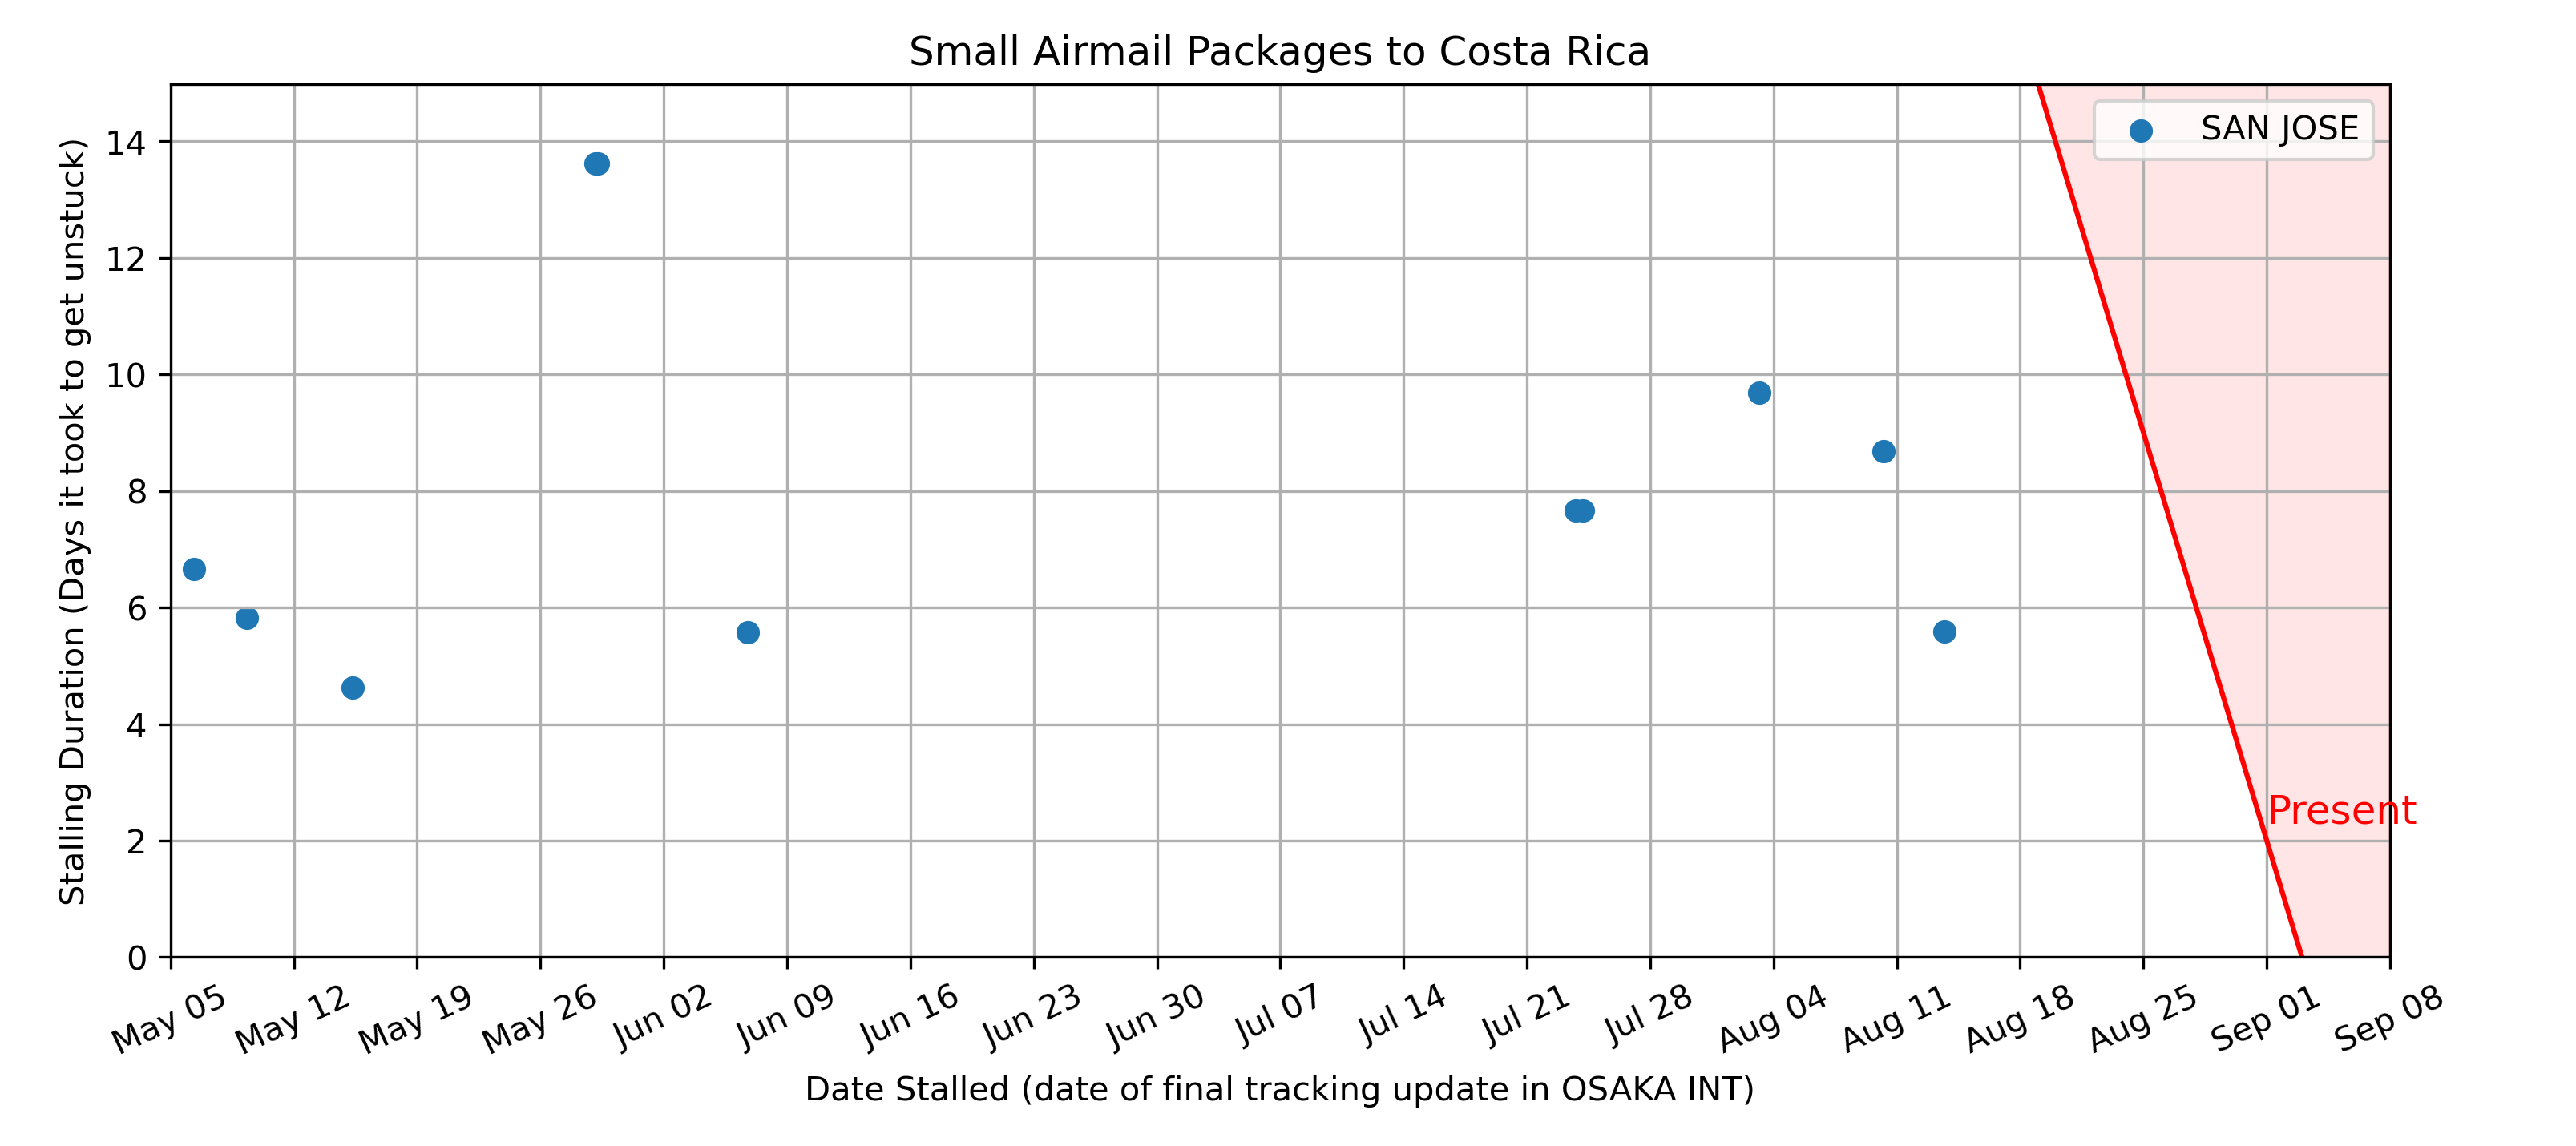 Small Airmail Packages to Costa Rica
SAN JOSE
Stalling Duration (Days it took to get unstuck)
14
12
10
8
6
4
2
0
Present
May 05
May 12
May 19
May 26
Jun 02
Jun 09
Jun 16
Jun 23
Jun 30
Jul 07
Jul 14
Jul 21
Jul 28
Aug 04
Aug 11
Aug 18
Aug 25
Sep 01
Sep 08
Date Stalled (date of final tracking update in OSAKA INT)